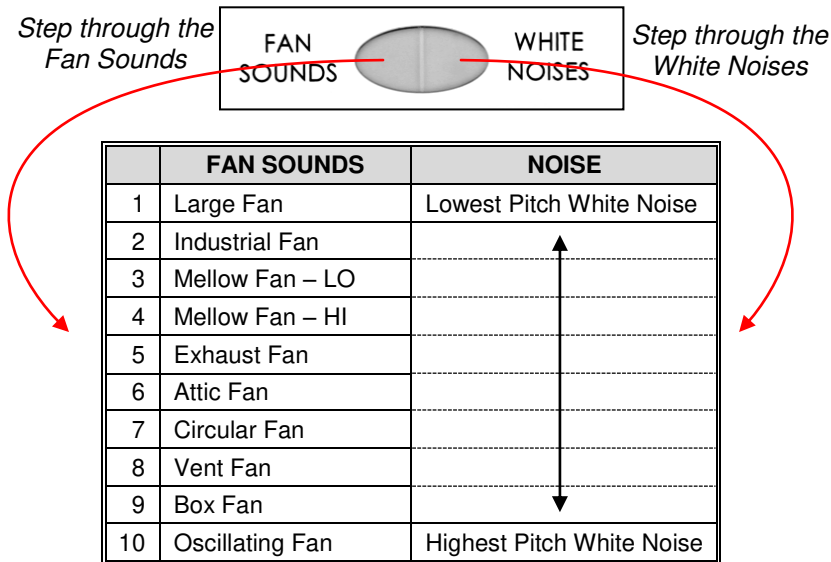 Step through the
Fan Sounds
FAN
SOUNDS
WHITE
NOISES
Step through the
White Noises
FAN SOUNDS NOISE
1 Large Fan Lowest Pitch White Noise
2 Industrial Fan
3 Mellow Fan – LO
4 Mellow Fan – HI
5 Exhaust Fan
6 Attic Fan
7 Circular Fan
8 Vent Fan
9 Box Fan
10 Oscillating Fan Highest Pitch White Noise